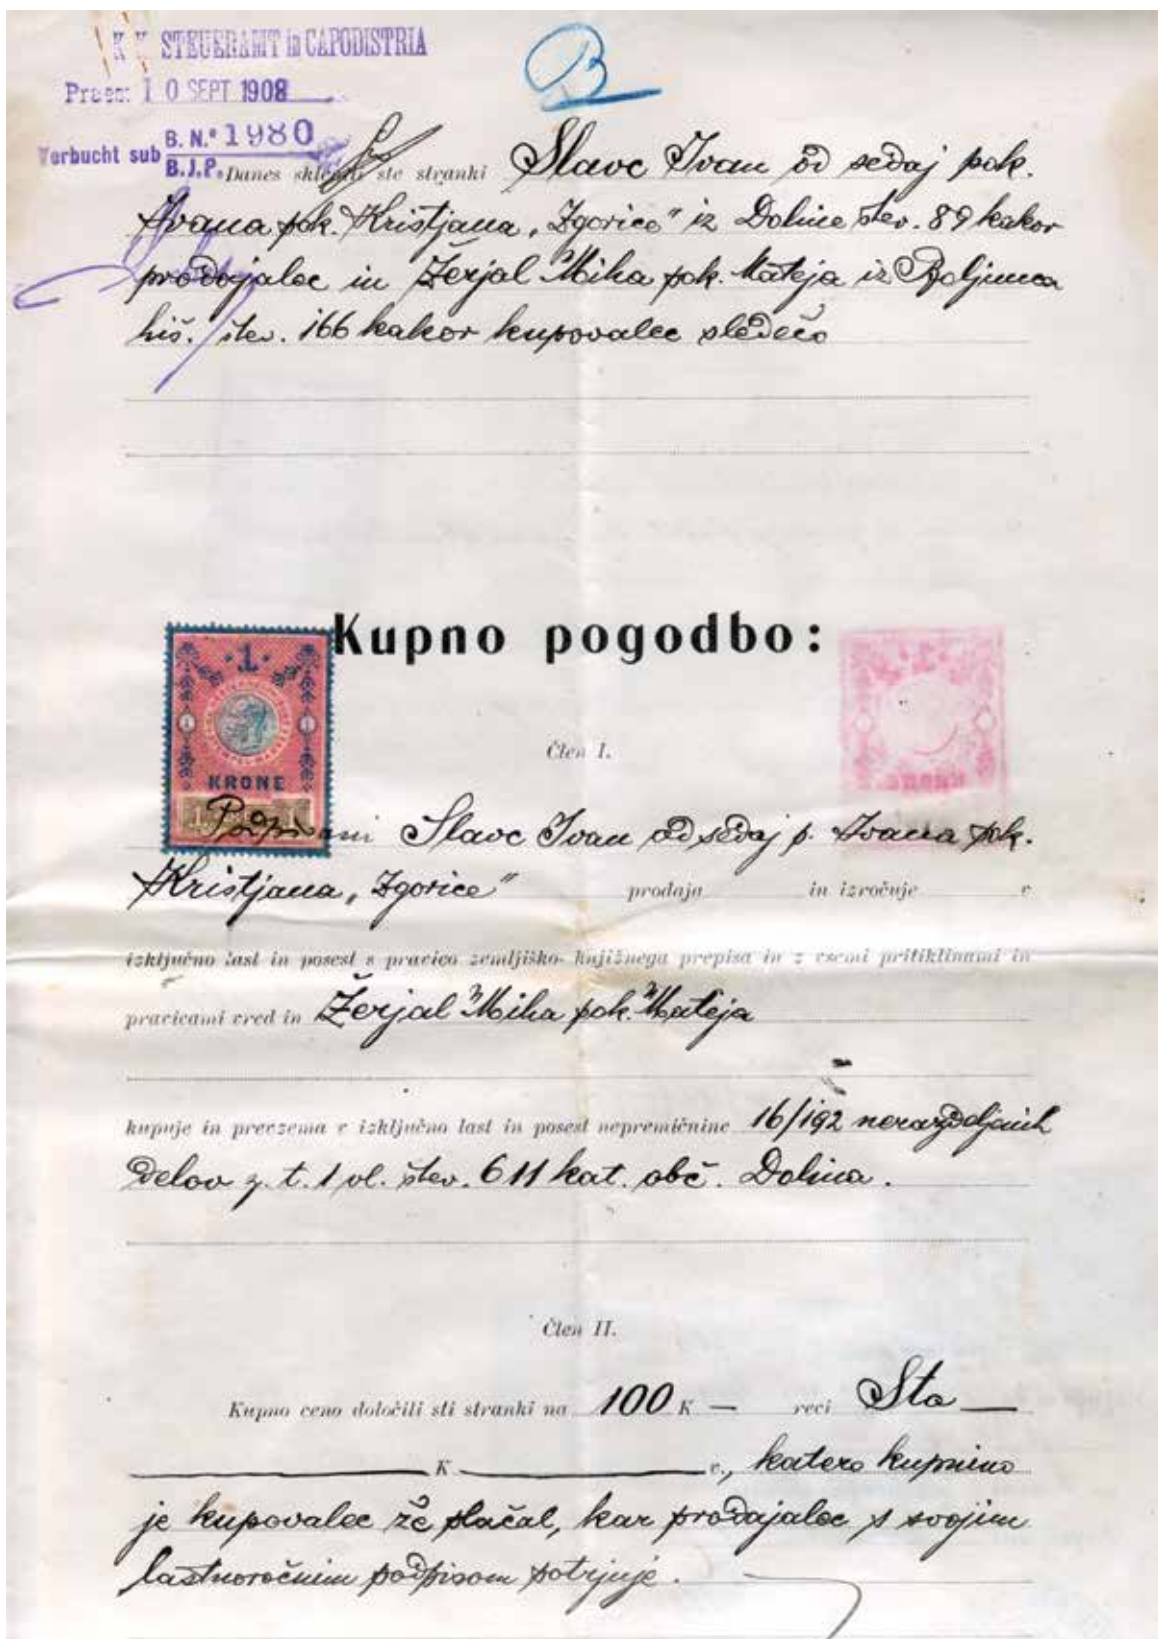 K. K. STEUERAMT in CAPODISTRIA
B
Praes: 10 SEPT 1908
Verbucht sub B. N.º 1980
B.J.P.
Danes sklenili ste stranki Slavc Ivan od sedaj pok.
Ivana pok. Kristjana „Zgorice" iz Doline štev. 89 kakor
prodajalec in Žerjal Miha pok. Mateja iz Boljunca
hiš. štev. 166 kakor kupovalec sledečo
Kupno pogodbo:
1
KRONE
Člen I.
Podpisani Slavc Ivan od sedaj p. Ivana pok.
Kristjana „Zgorice" prodaja in izročuje v
izključno last in posest s pravico zemljiško-knjižnega prepisa in z vsemi pritiklinami in
pravicami vred in Žerjal Miha pok. Mateja
kupuje in prevzema v izključno last in posest nepremičnine 16/192 nerazdeljenih
delov z. t. 1 vl. štev. 611 kat. obč. Dolina.
Člen II.
Kupno ceno določili sti stranki na 100 K — reci Sto —
K v., katero kupnino
je kupovalec že plačal, kar prodajalec s svojim
lastnoročnim podpisom potrjuje.